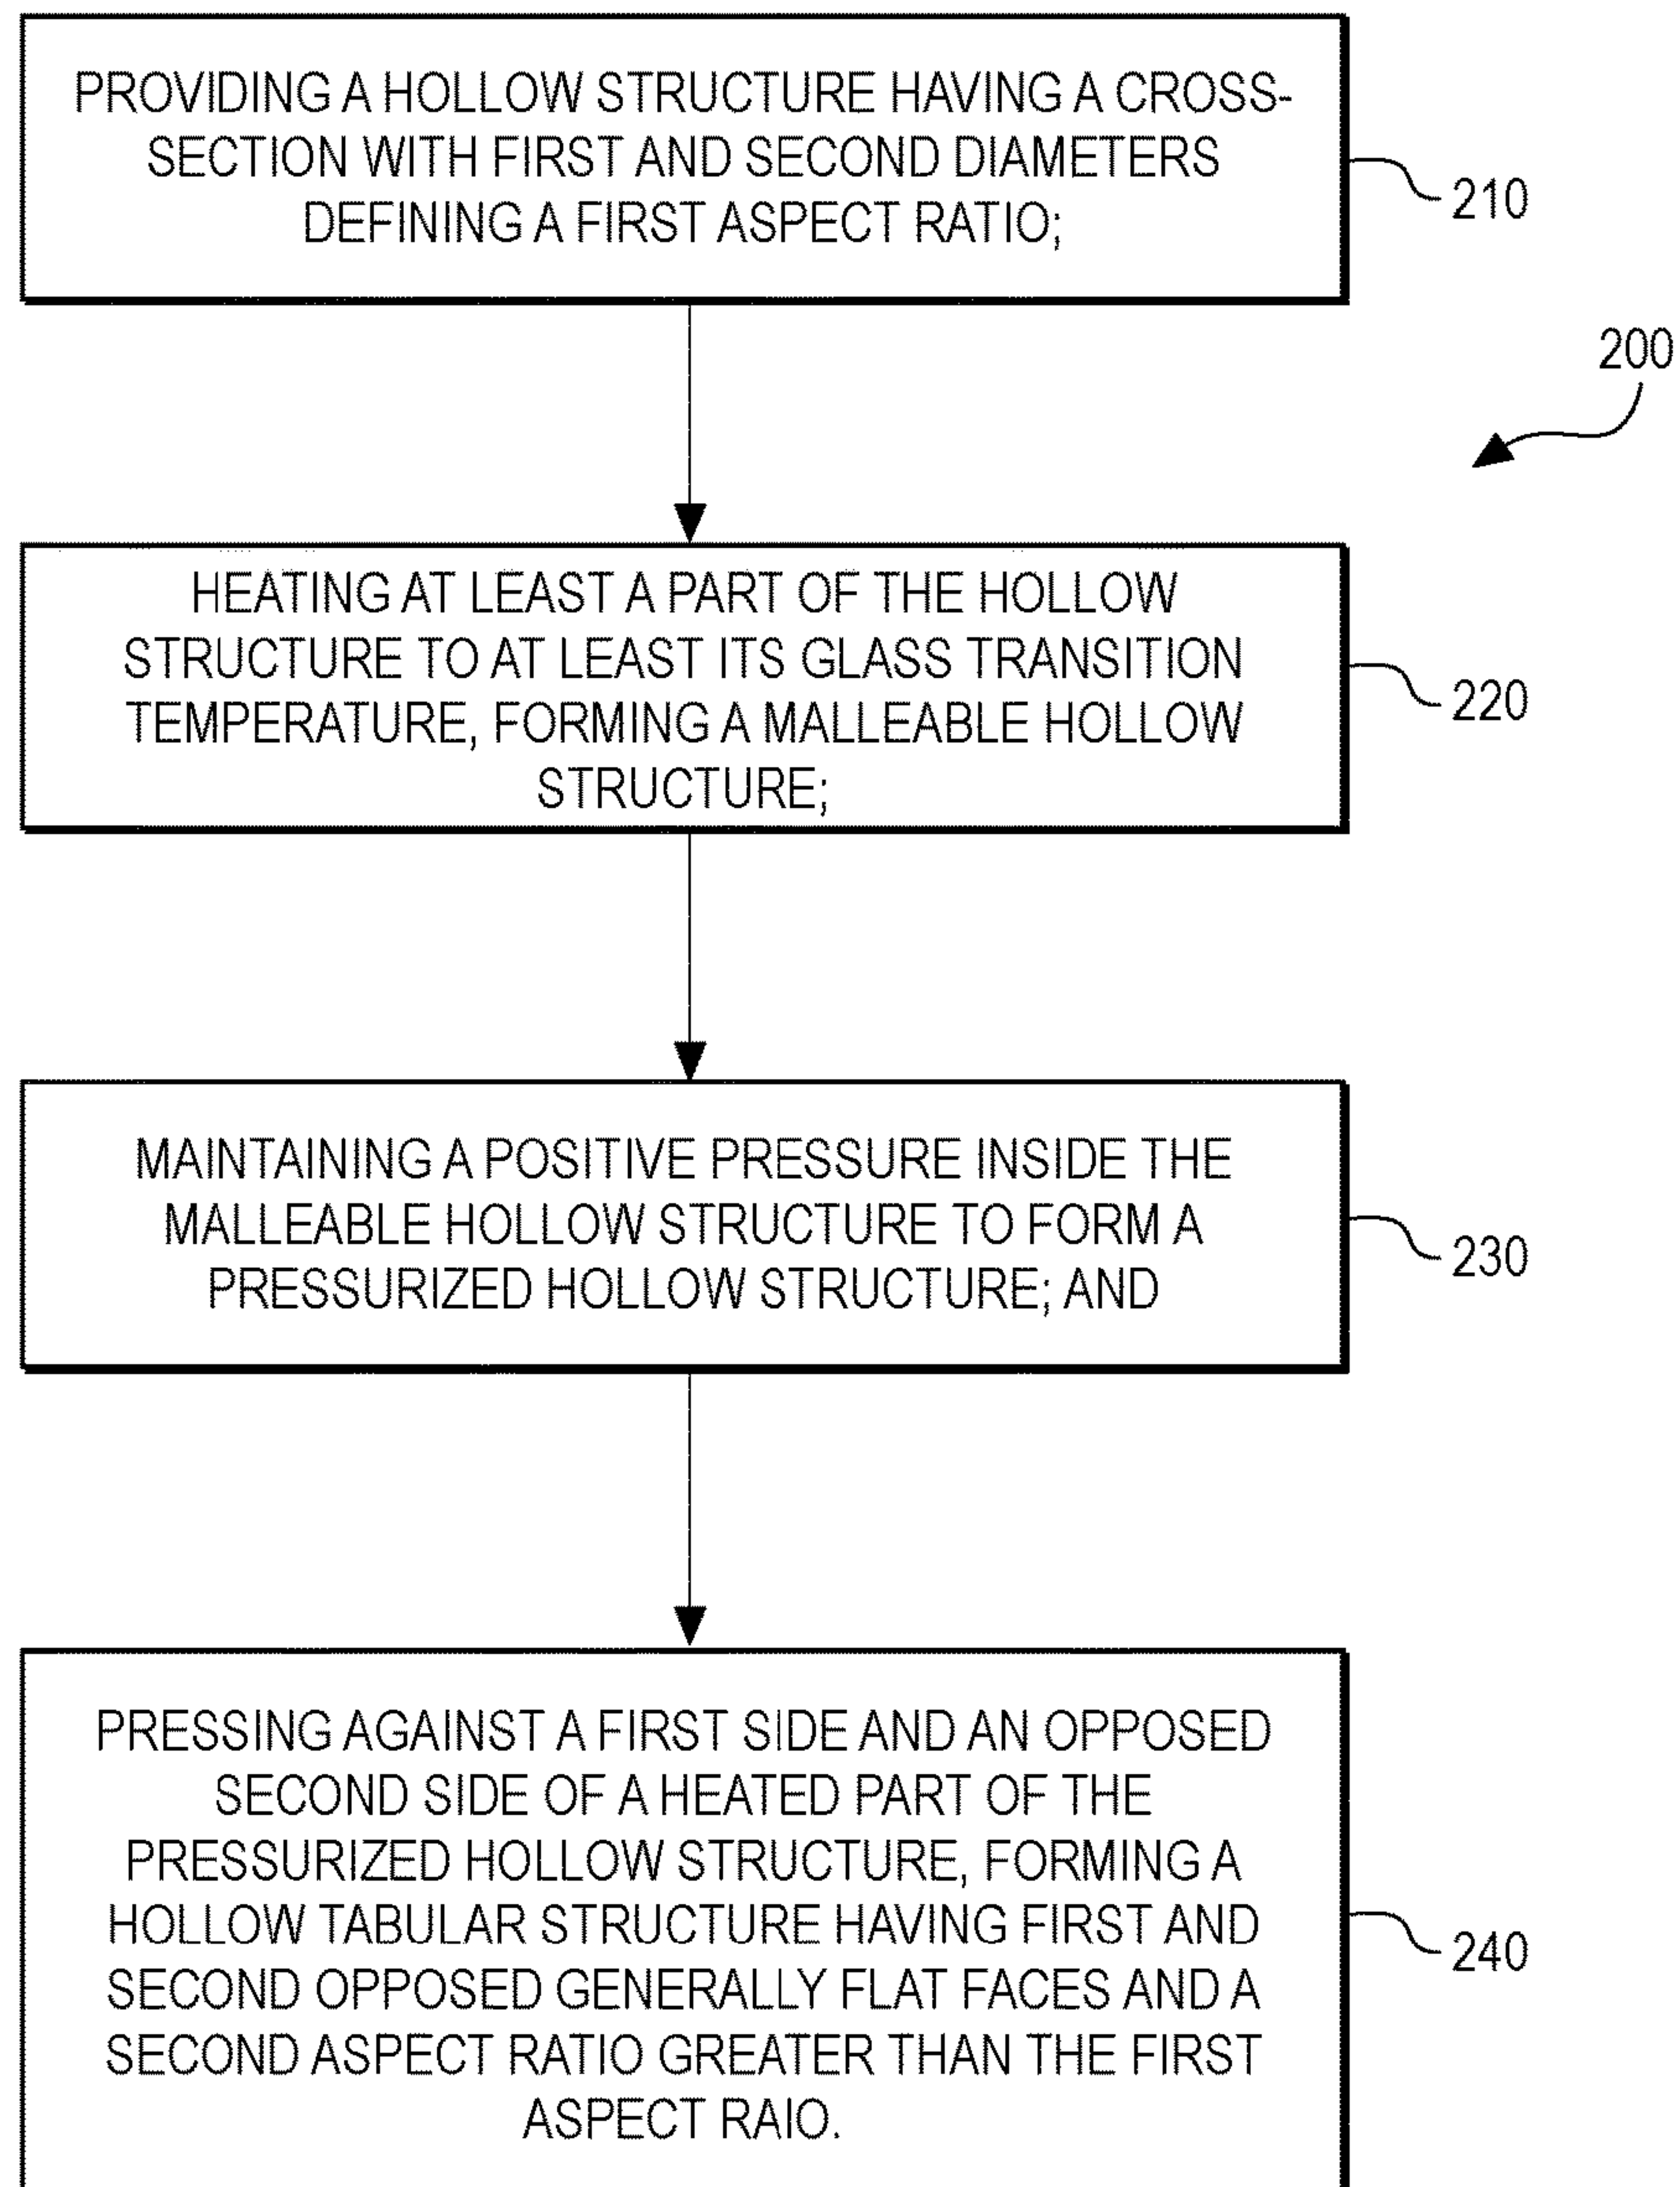 PROVIDING A HOLLOW STRUCTURE HAVING A CROSS-
SECTION WITH FIRST AND SECOND DIAMETERS
DEFINING A FIRST ASPECT RATIO;
210
200
HEATING AT LEAST A PART OF THE HOLLOW
STRUCTURE TO AT LEAST ITS GLASS TRANSITION
TEMPERATURE, FORMING A MALLEABLE HOLLOW
STRUCTURE;
220
MAINTAINING A POSITIVE PRESSURE INSIDE THE
MALLEABLE HOLLOW STRUCTURE TO FORM A
PRESSURIZED HOLLOW STRUCTURE; AND
230
PRESSING AGAINST A FIRST SIDE AND AN OPPOSED
SECOND SIDE OF A HEATED PART OF THE
PRESSURIZED HOLLOW STRUCTURE, FORMING A
HOLLOW TABULAR STRUCTURE HAVING FIRST AND
SECOND OPPOSED GENERALLY FLAT FACES AND A
SECOND ASPECT RATIO GREATER THAN THE FIRST
ASPECT RAIO.
240